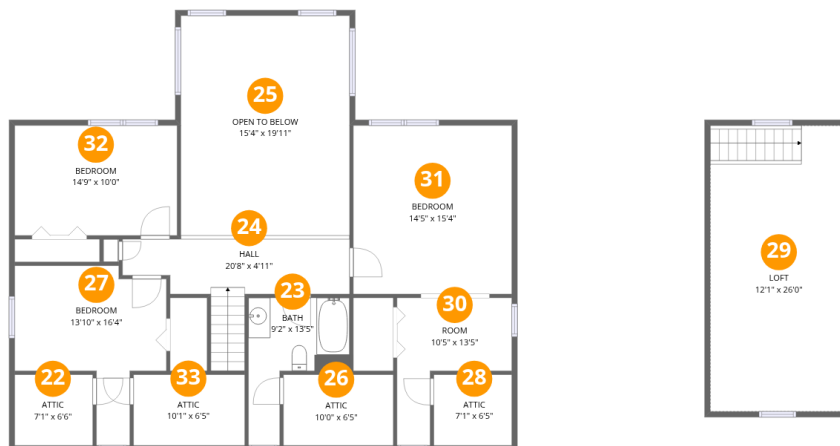 25
OPEN TO BELOW
15'4" x 19'11"
32
BEDROOM
14'9" x 10'0"
31
BEDROOM
14'5" x 15'4"
24
HALL
20'8" x 4'11"
29
LOFT
12'1" x 26'0"
27
BEDROOM
13'10" x 16'4"
23
BATH
9'2" x 13'5"
30
ROOM
10'5" x 13'5"
22
ATTIC
7'1" x 6'6"
33
ATTIC
10'1" x 6'5"
26
ATTIC
10'0" x 6'5"
28
ATTIC
7'1" x 6'5"